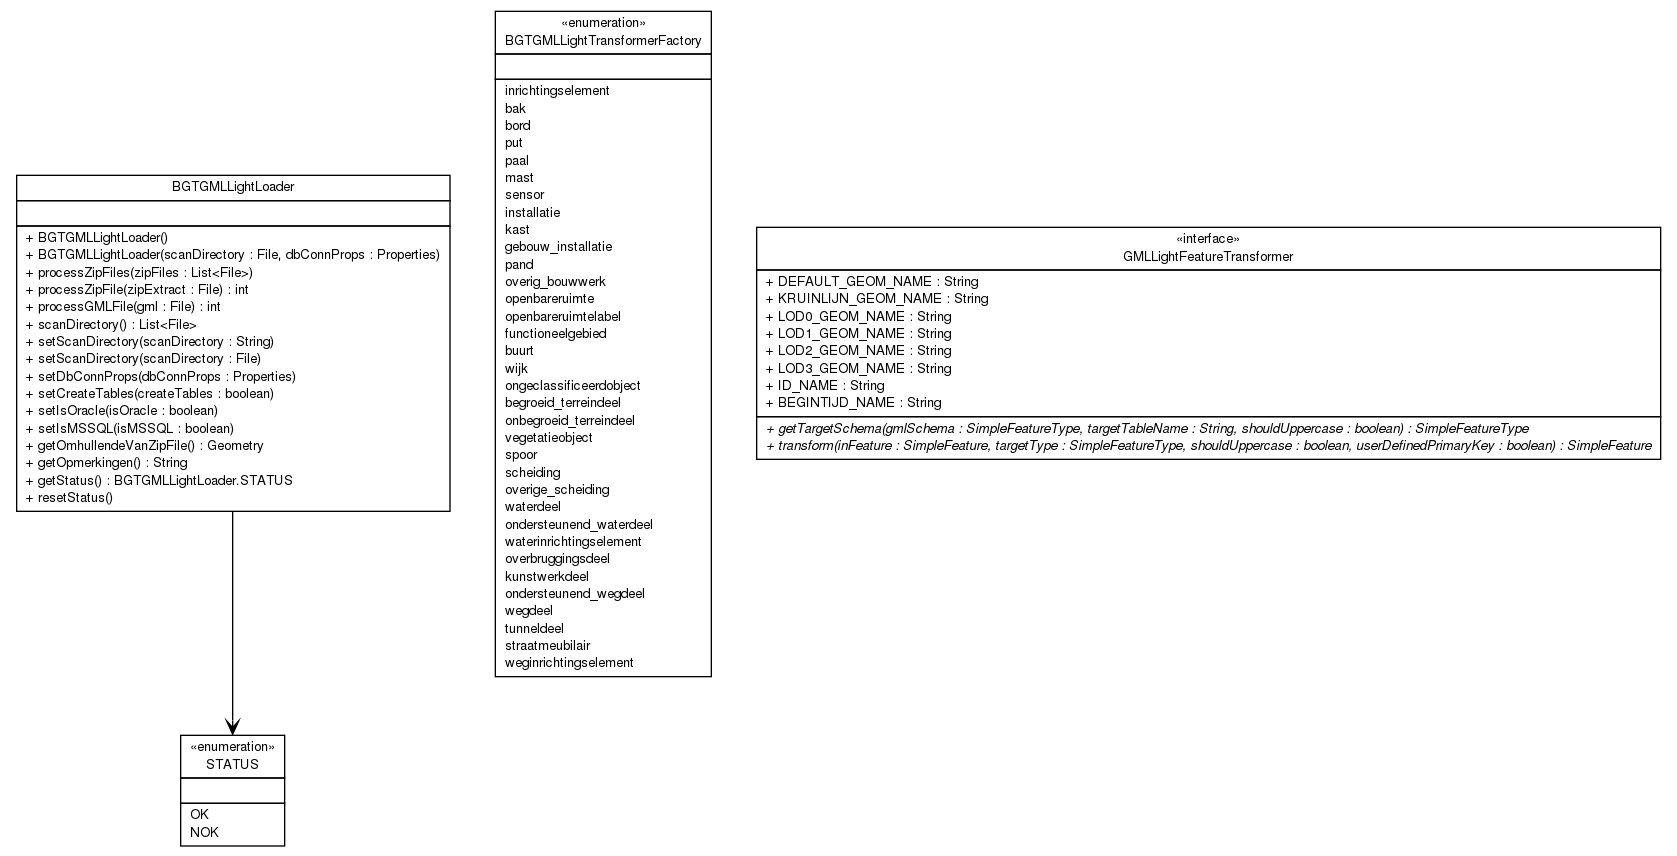 BGTGMLLightLoader
+ BGTGMLLightLoader()
+ BGTGMLLightLoader(scanDirectory : File, dbConnProps : Properties)
+ processZipFiles(zipFiles : List<File>)
+ processZipFile(zipExtract : File) : int
+ processGMLFile(gml : File) : int
+ scanDirectory() : List<File>
+ setScanDirectory(scanDirectory : String)
+ setScanDirectory(scanDirectory : File)
+ setDbConnProps(dbConnProps : Properties)
+ setCreateTables(createTables : boolean)
+ setIsOracle(isOracle : boolean)
+ setIsMSSQL(isMSSQL : boolean)
+ getOmhullendeVanZipFile() : Geometry
+ getOpmerkingen() : String
+ getStatus() : BGTGMLLightLoader.STATUS
+ resetStatus()
«enumeration»
STATUS
OK
NOK
«enumeration»
BGTGMLLightTransformerFactory
inrichtingselement
bak
bord
put
paal
mast
sensor
installatie
kast
gebouw_installatie
pand
overig_bouwwerk
openbareruimte
openbareruimtelabel
functioneelgebied
buurt
wijk
ongeclassificeerdobject
begroeid_terreindeel
onbegroeid_terreindeel
vegetatieobject
spoor
scheiding
overige_scheiding
waterdeel
ondersteunend_waterdeel
waterinrichtingselement
overbruggingsdeel
kunstwerkdeel
ondersteunend_wegdeel
wegdeel
tunneldeel
straatmeubilair
weginrichtingselement
«interface»
GMLLightFeatureTransformer
+ DEFAULT_GEOM_NAME : String
+ KRUINLIJN_GEOM_NAME : String
+ LOD0_GEOM_NAME : String
+ LOD1_GEOM_NAME : String
+ LOD2_GEOM_NAME : String
+ LOD3_GEOM_NAME : String
+ ID_NAME : String
+ BEGINTIJD_NAME : String
+ getTargetSchema(gmlSchema : SimpleFeatureType, targetTableName : String, shouldUppercase : boolean) : SimpleFeatureType
+ transform(inFeature : SimpleFeature, targetType : SimpleFeatureType, shouldUppercase : boolean, userDefinedPrimaryKey : boolean) : SimpleFeature